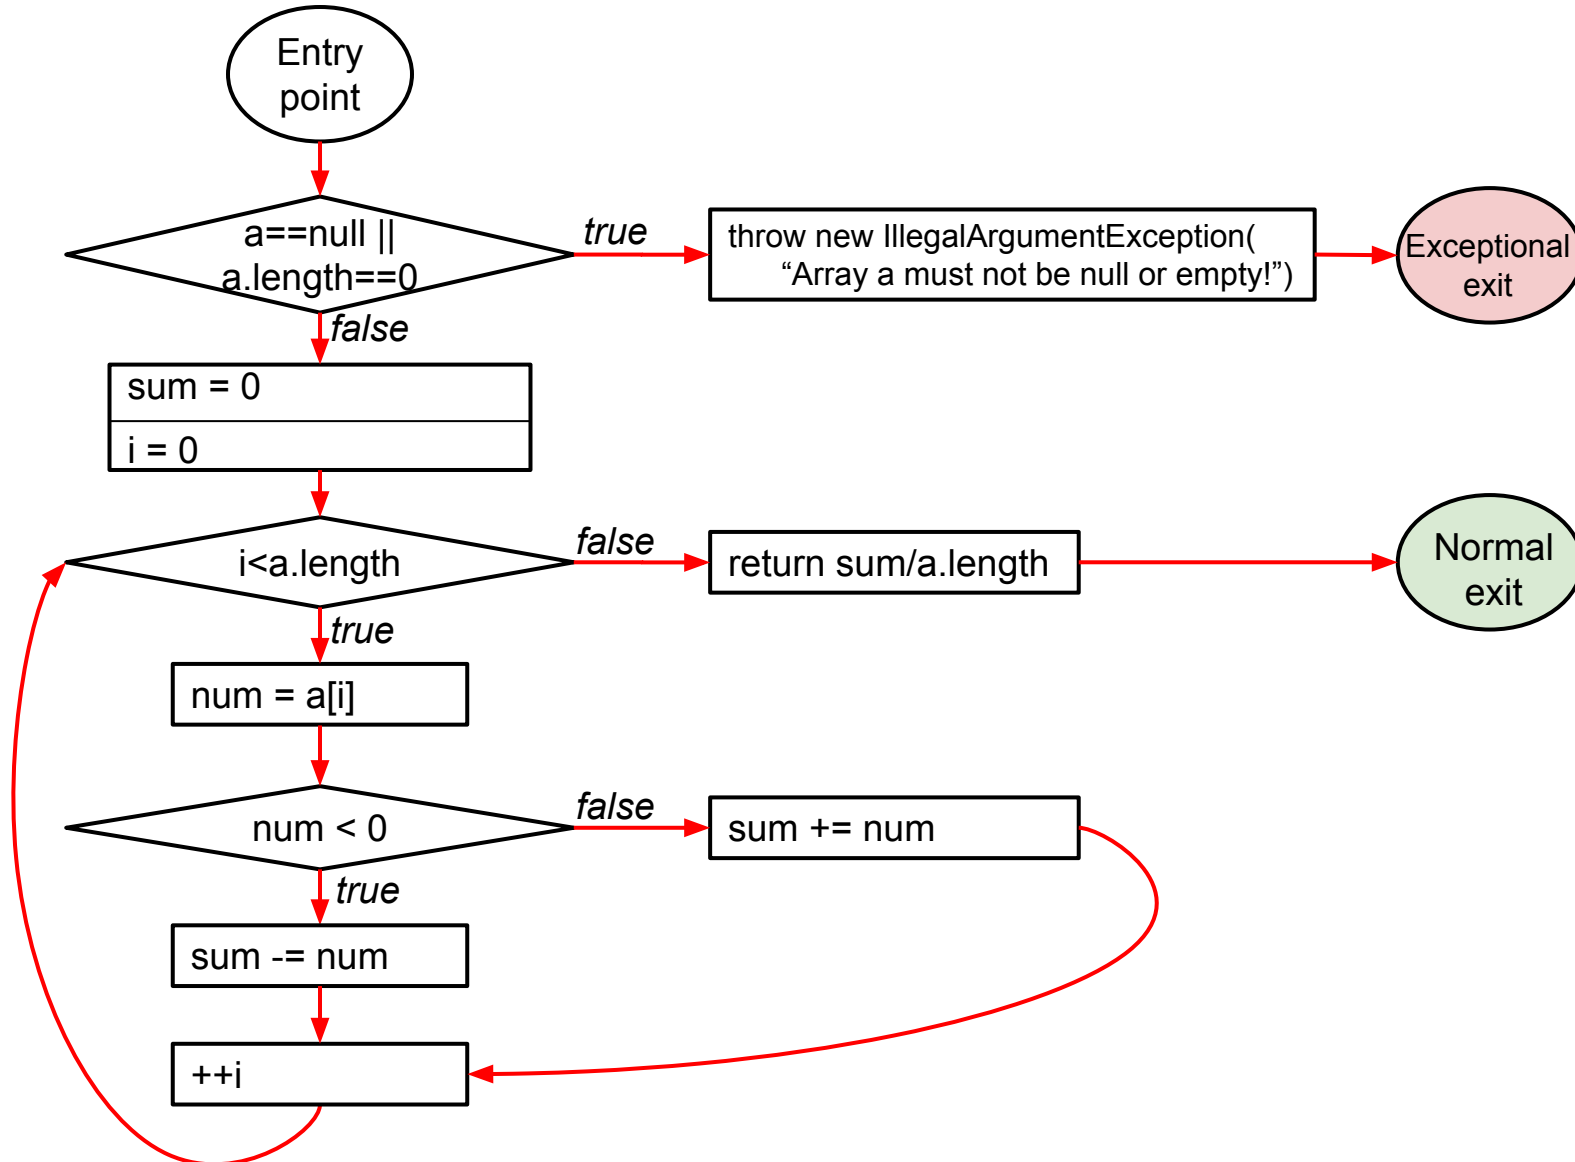 Entry
point
a==null ||
a.length==0
true
throw new IllegalArgumentException(
“Array a must not be null or empty!”)
Exceptional
exit
false
sum = 0
i = 0
i<a.length
false
return sum/a.length
Normal
exit
true
num = a[i]
num < 0
false
sum += num
true
sum -= num
++i